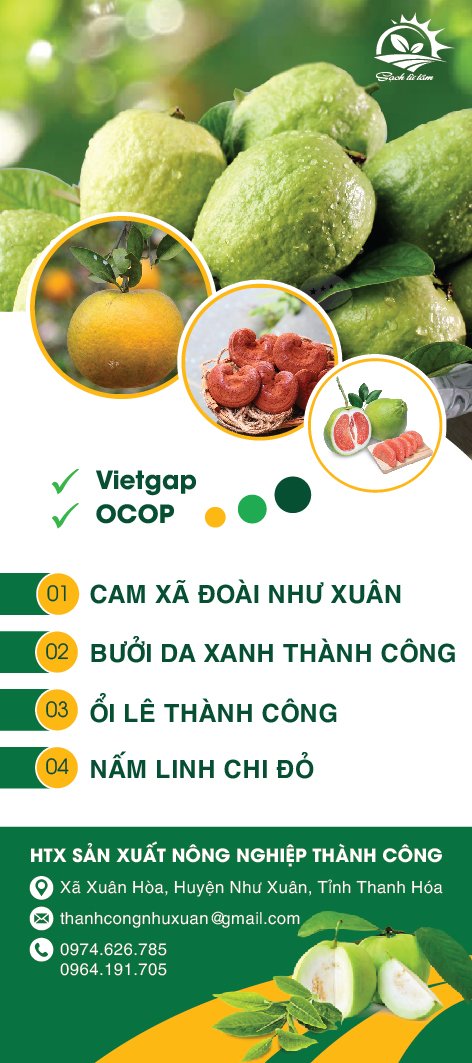 Sạch từ tâm
Vietgap
OCOP
01 CAM XÃ ĐOÀI NHƯ XUÂN
02 BƯỞI DA XANH THÀNH CÔNG
03 ỔI LÊ THÀNH CÔNG
04 NẤM LINH CHI ĐỎ
HTX SẢN XUẤT NÔNG NGHIỆP THÀNH CÔNG
Xã Xuân Hòa, Huyện Như Xuân, Tỉnh Thanh Hóa
thanhcongnhuxuan@gmail.com
0974.626.785
0964.191.705